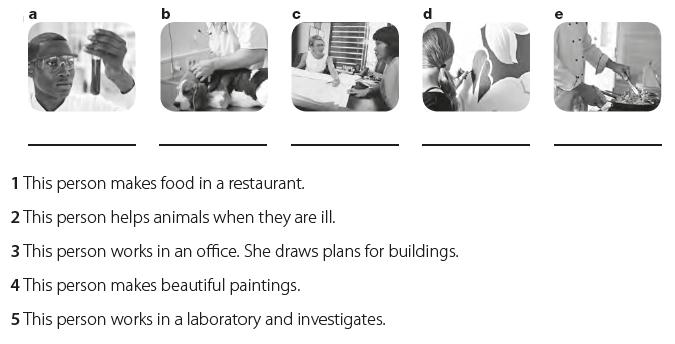 a b c d e
1 This person makes food in a restaurant.
2 This person helps animals when they are ill.
3 This person works in an office. She draws plans for buildings.
4 This person makes beautiful paintings.
5 This person works in a laboratory and investigates.